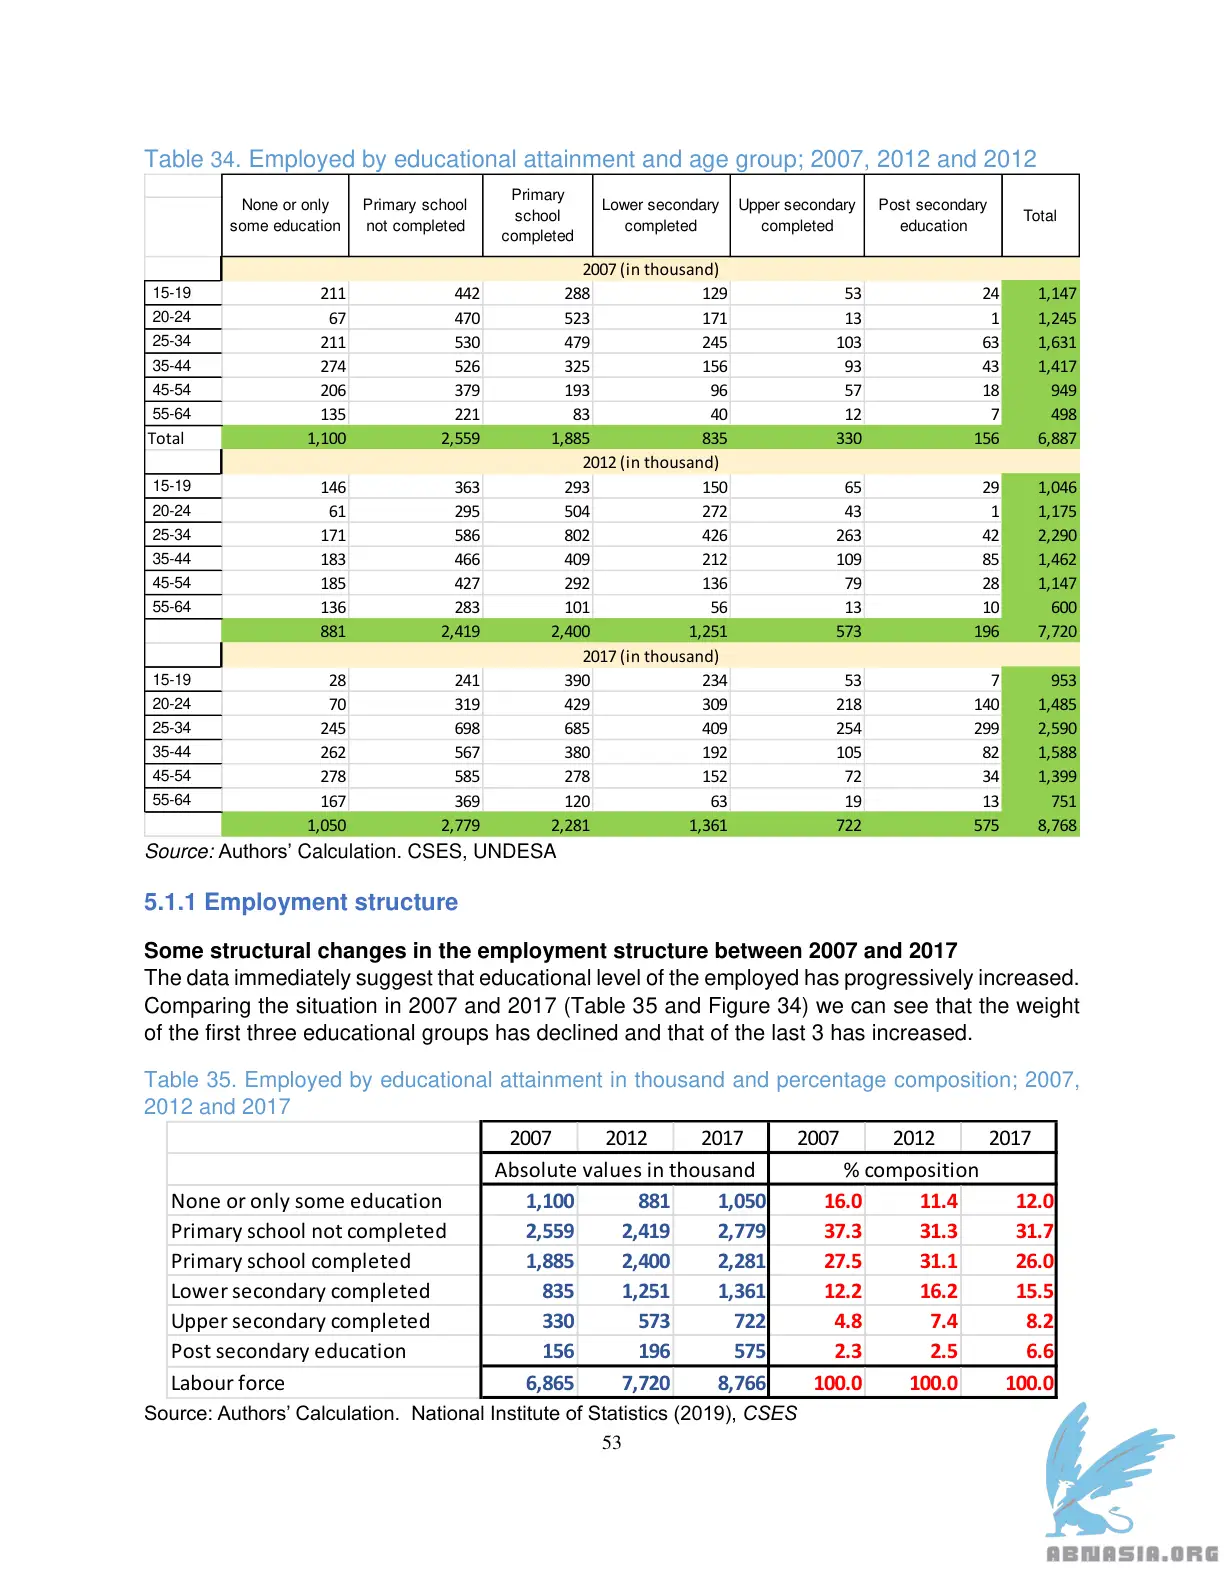 Table 34. Employed by educational attainment and age group; 2007, 2012 and 2012
None or only some education Primary school not completed Primary school completed Lower secondary completed Upper secondary completed Post secondary education Total
2007 (in thousand)
15-19 211 442 288 129 53 24 1,147
20-24 67 470 523 171 13 1 1,245
25-34 211 530 479 245 103 63 1,631
35-44 274 526 325 156 93 43 1,417
45-54 206 379 193 96 57 18 949
55-64 135 221 83 40 12 7 498
Total 1,100 2,559 1,885 835 330 156 6,887
2012 (in thousand)
15-19 146 363 293 150 65 29 1,046
20-24 61 295 504 272 43 1 1,175
25-34 171 586 802 426 263 42 2,290
35-44 183 466 409 212 109 85 1,462
45-54 185 427 292 136 79 28 1,147
55-64 136 283 101 56 13 10 600
881 2,419 2,400 1,251 573 196 7,720
2017 (in thousand)
15-19 28 241 390 234 53 7 953
20-24 70 319 429 309 218 140 1,485
25-34 245 698 685 409 254 299 2,590
35-44 262 567 380 192 105 82 1,588
45-54 278 585 278 152 72 34 1,399
55-64 167 369 120 63 19 13 751
1,050 2,779 2,281 1,361 722 575 8,768
Source: Authors’ Calculation. CSES, UNDESA
5.1.1 Employment structure
Some structural changes in the employment structure between 2007 and 2017
The data immediately suggest that educational level of the employed has progressively increased.
Comparing the situation in 2007 and 2017 (Table 35 and Figure 34) we can see that the weight
of the first three educational groups has declined and that of the last 3 has increased.
Table 35. Employed by educational attainment in thousand and percentage composition; 2007,
2012 and 2017
2007 2012 2017 2007 2012 2017
Absolute values in thousand % composition
None or only some education 1,100 881 1,050 16.0 11.4 12.0
Primary school not completed 2,559 2,419 2,779 37.3 31.3 31.7
Primary school completed 1,885 2,400 2,281 27.5 31.1 26.0
Lower secondary completed 835 1,251 1,361 12.2 16.2 15.5
Upper secondary completed 330 573 722 4.8 7.4 8.2
Post secondary education 156 196 575 2.3 2.5 6.6
Labour force 6,865 7,720 8,766 100.0 100.0 100.0
Source: Authors’ Calculation. National Institute of Statistics (2019), CSES
53
ABNASIA.ORG